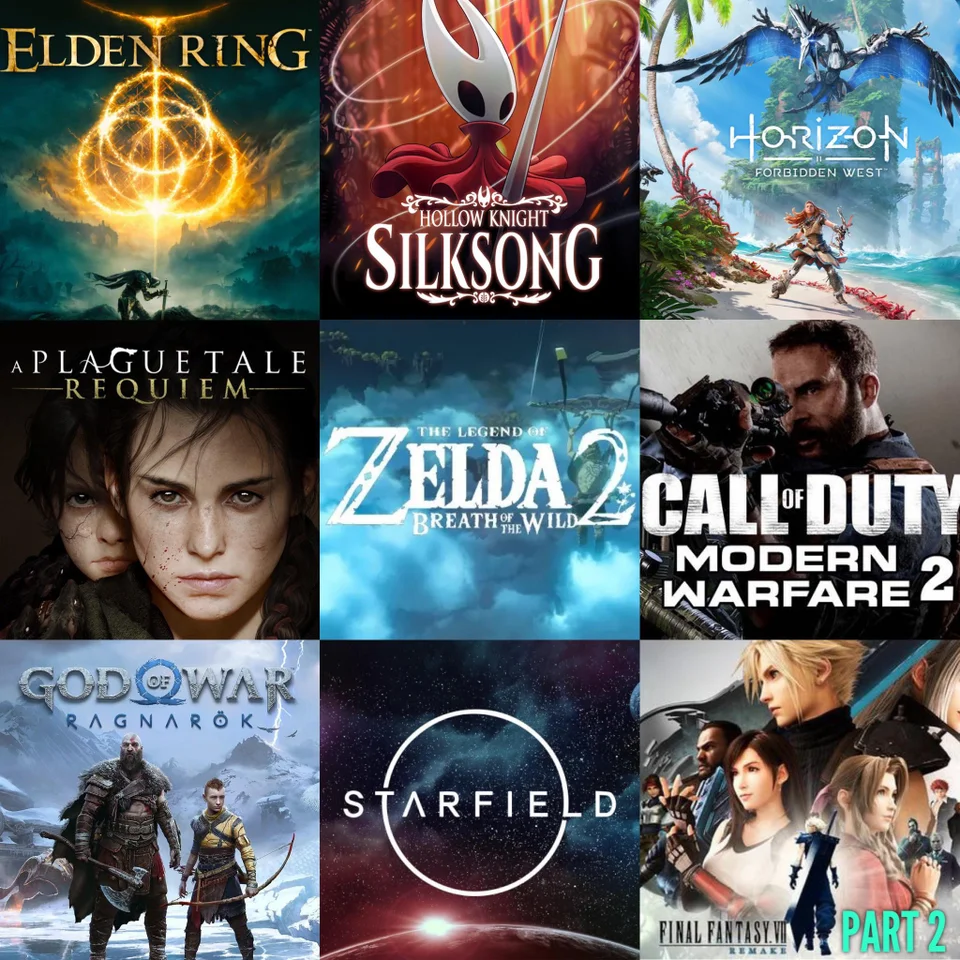 ELDEN RING
HOLLOW KNIGHT
SILKSONG
HORIZON
II
FORBIDDEN WEST
A PLAGUE TALE
REQUIEM
THE LEGEND OF
ZELDA 2
BREATH OF THE WILD
CALL OF DUTY
MODERN
WARFARE 2
GOD OF WAR
RAGNARÖK
STARFIELD
FINAL FANTASY VII
REMAKE
PART 2